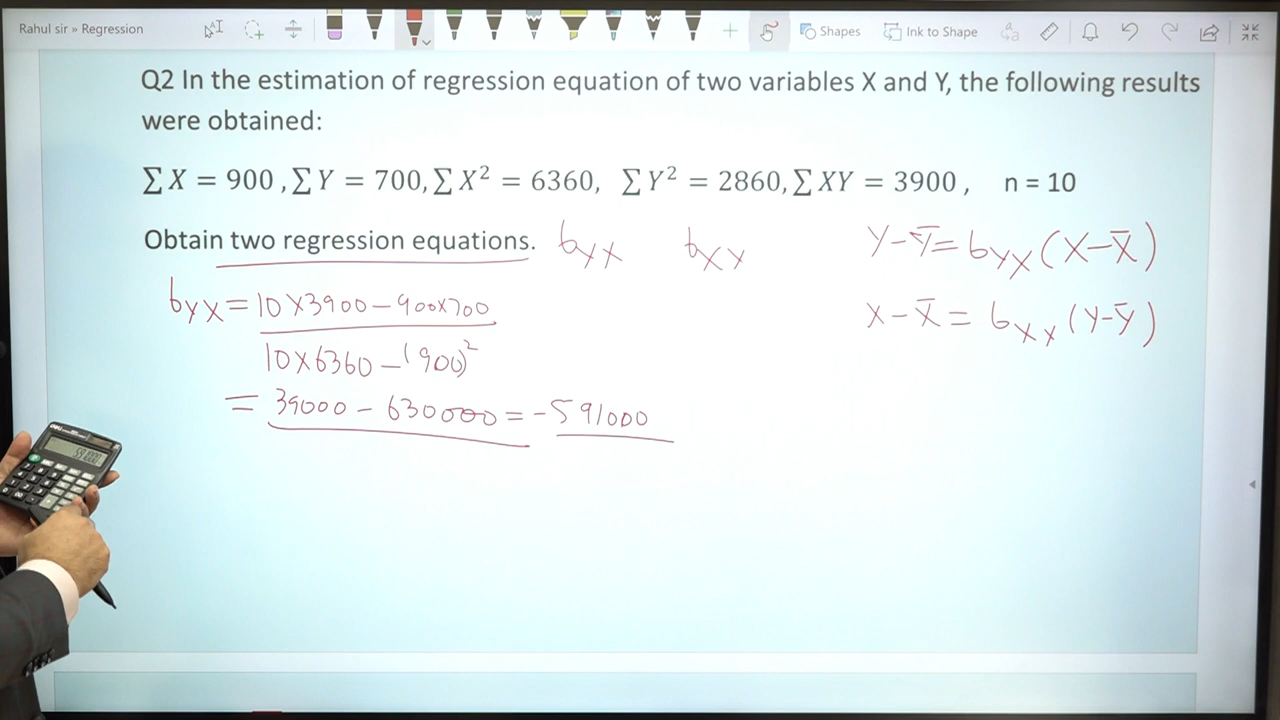 Rahul sir » Regression
Shapes
Ink to Shape
Q2 In the estimation of regression equation of two variables X and Y, the following results
were obtained:
∑X = 900 ,∑Y = 700,∑X² = 6360, ∑Y² = 2860,∑XY = 3900 , n = 10
Obtain two regression equations. byx bxy
Y-Ȳ= byx(X-X̄)
X-X̄= bxy(Y-Ȳ)
byx = 10×3900-900×700
10×6360-(900)²
= 39000-630000=-591000